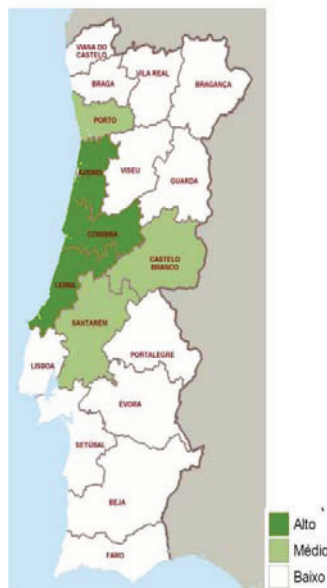 VIANA DO
CASTELO
BRAGA
VILA REAL
BRAGANÇA
PORTO
AVEIRO
VISEU
GUARDA
COIMBRA
CASTELO
BRANCO
LEIRIA
SANTARÉM
LISBOA
PORTALEGRE
ÉVORA
SETÚBAL
BEJA
FARO
Alto
Médio
Baixo